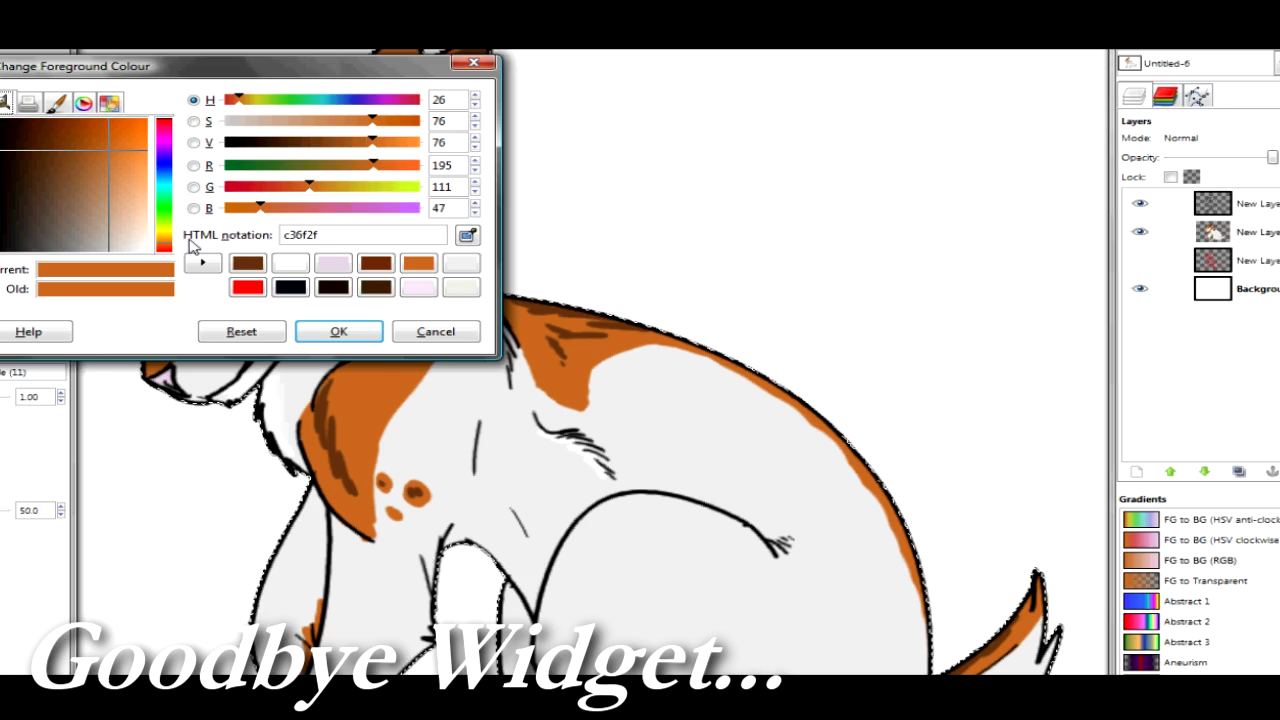 Change Foreground Colour
H 26
S 76
V 76
R 195
G 111
B 47
HTML notation: c36f2f
Old:
Help Reset OK Cancel
1.00
50.0
Untitled-6
Layers
Mode: Normal
Opacity:
Lock:
New Laye
New Laye
New Laye
Backgrou
Gradients
FG to BG (HSV anti-clock
FG to BG (HSV clockwise
FG to BG (RGB)
FG to Transparent
Abstract 1
Abstract 2
Abstract 3
Aneurism
Goodbye Widget...